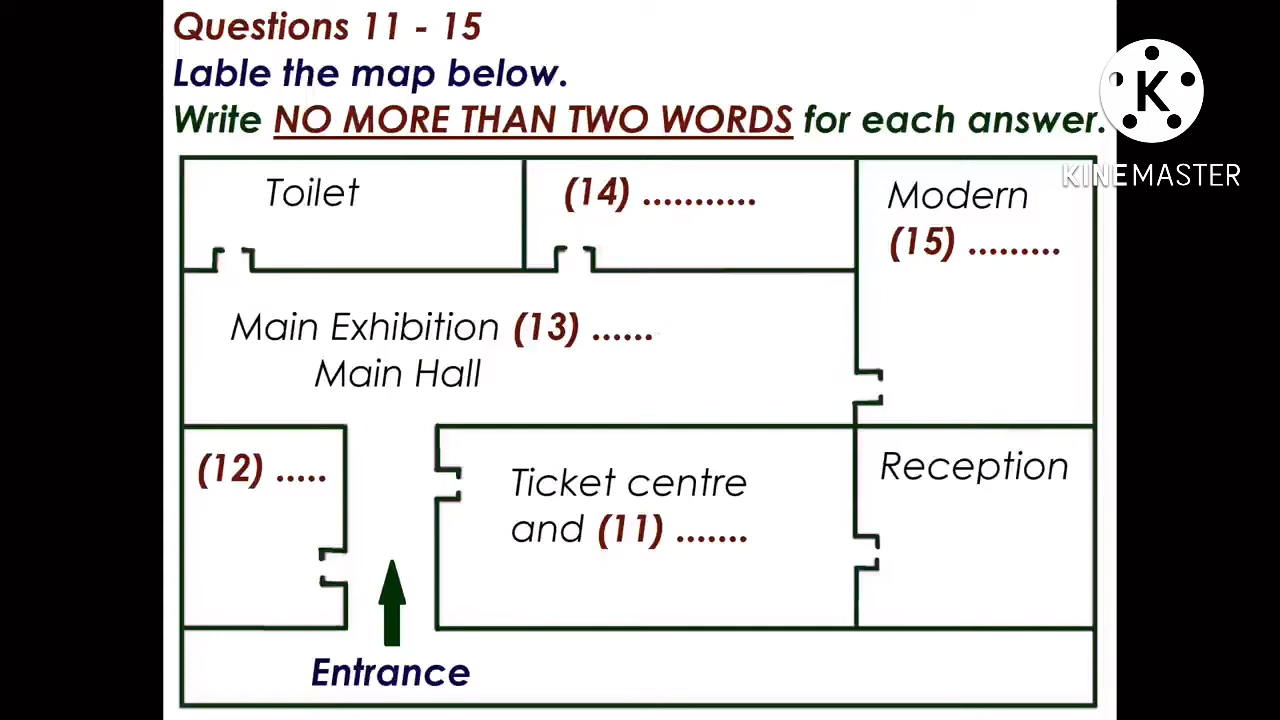 Questions 11 - 15
Lable the map below.
Write NO MORE THAN TWO WORDS for each answer.
K
KINEMASTER
Toilet
(14) ...........
Modern
(15) .........
Main Exhibition (13) ......
Main Hall
(12) .....
Ticket centre
and (11) .......
Reception
Entrance